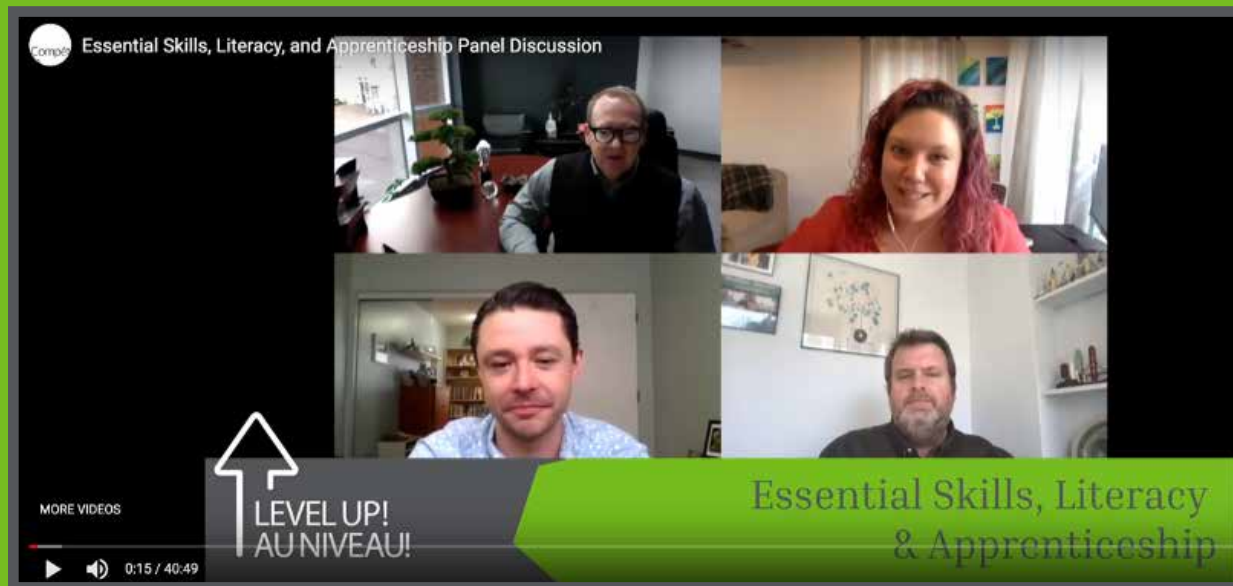 Compét
Essential Skills, Literacy, and Apprenticeship Panel Discussion
MORE VIDEOS
LEVEL UP!
AU NIVEAU!
Essential Skills, Literacy
& Apprenticeship
0:15 / 40:49